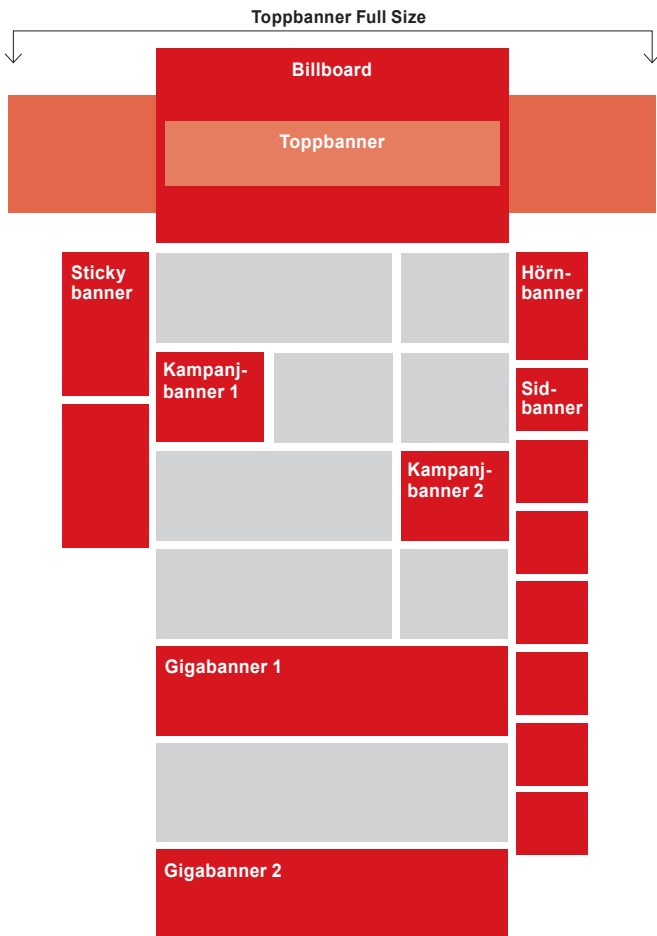 Toppbanner Full Size
Billboard
Toppbanner
Sticky
banner
Hörn-
banner
Kampanj-
banner 1
Sid-
banner
Kampanj-
banner 2
Gigabanner 1
Gigabanner 2